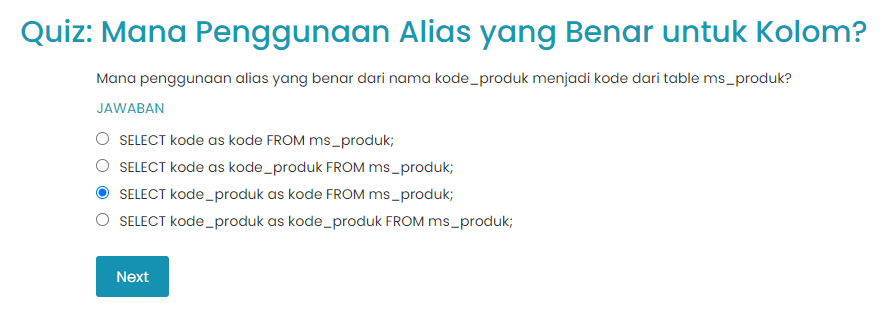 Quiz: Mana Penggunaan Alias yang Benar untuk Kolom?
Mana penggunaan alias yang benar dari nama kode_produk menjadi kode dari table ms_produk?
JAWABAN
SELECT kode as kode FROM ms_produk;
SELECT kode as kode_produk FROM ms_produk;
SELECT kode_produk as kode FROM ms_produk;
SELECT kode_produk as kode_produk FROM ms_produk;
Next